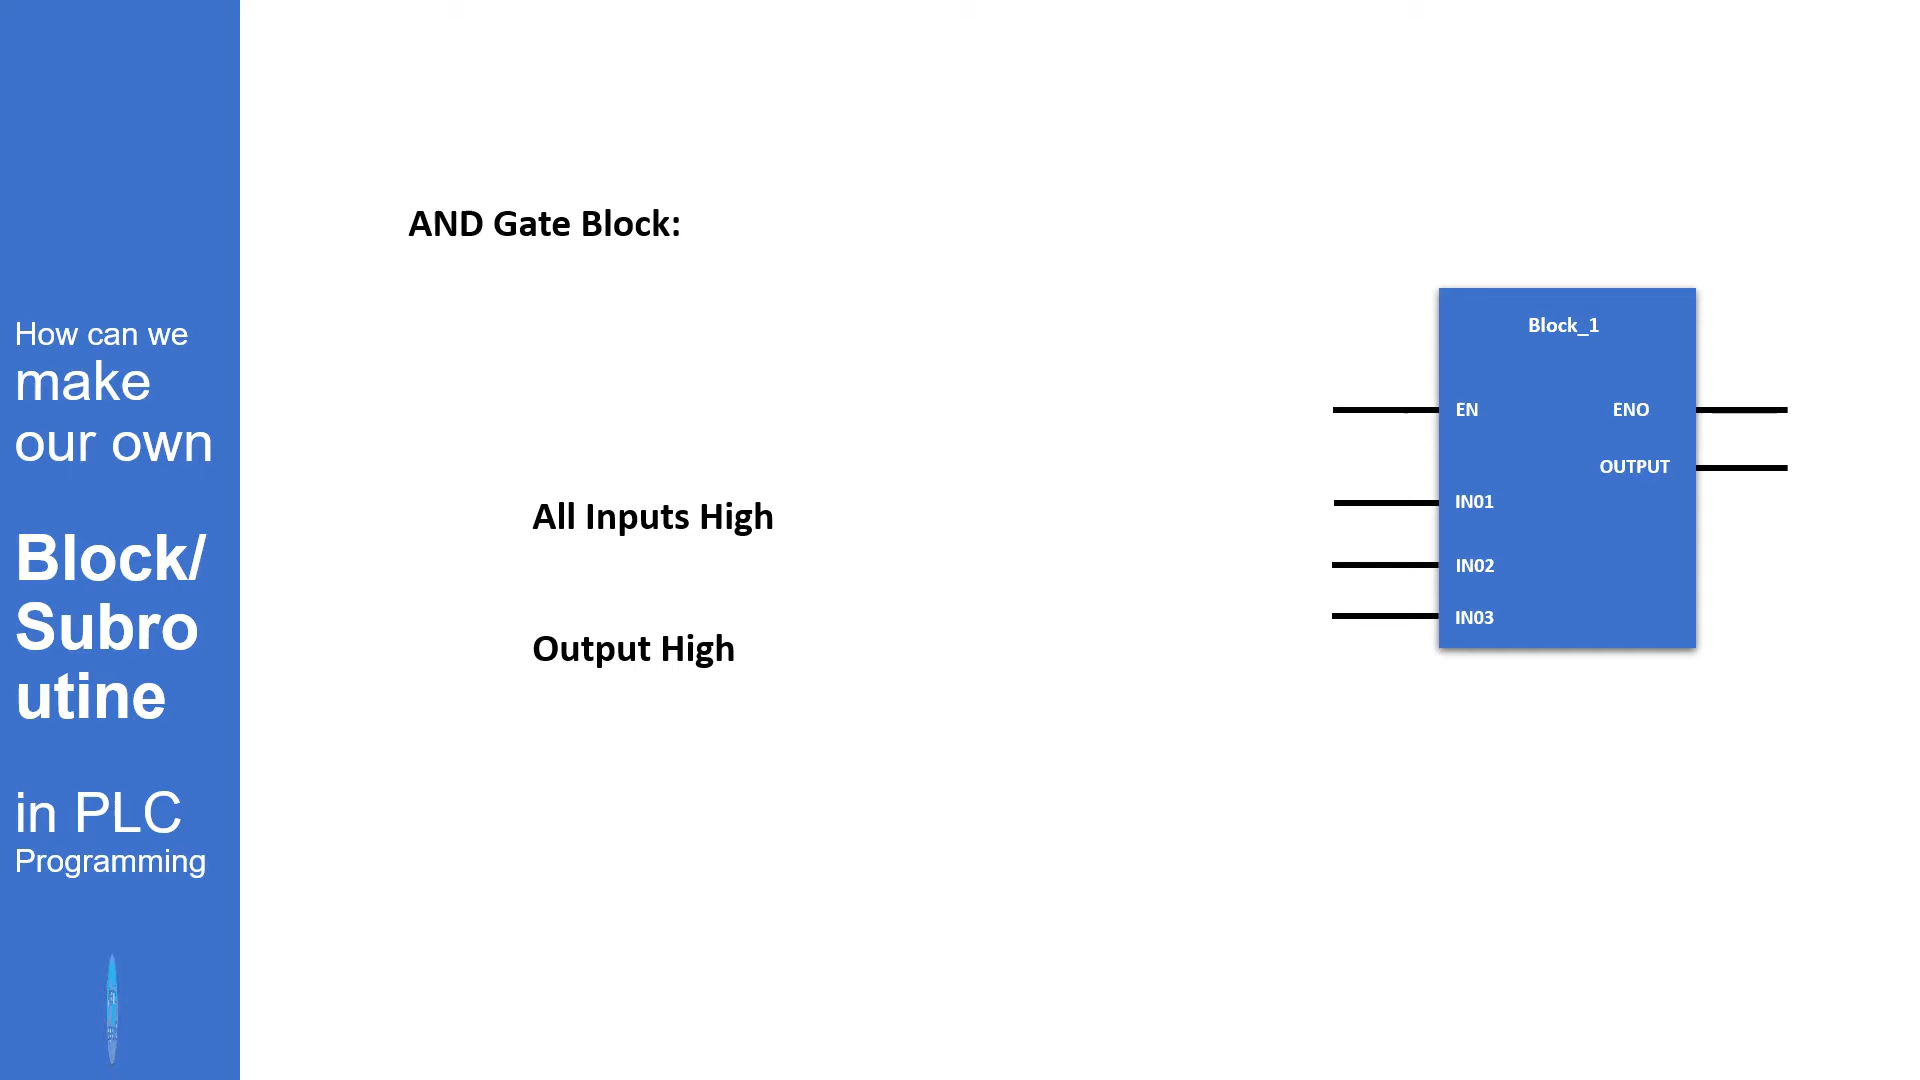 How can we
make
our own
Block/
Subro
utine
in PLC
Programming
AND Gate Block:
All Inputs High
Output High
Block_1
EN
ENO
OUTPUT
IN01
IN02
IN03